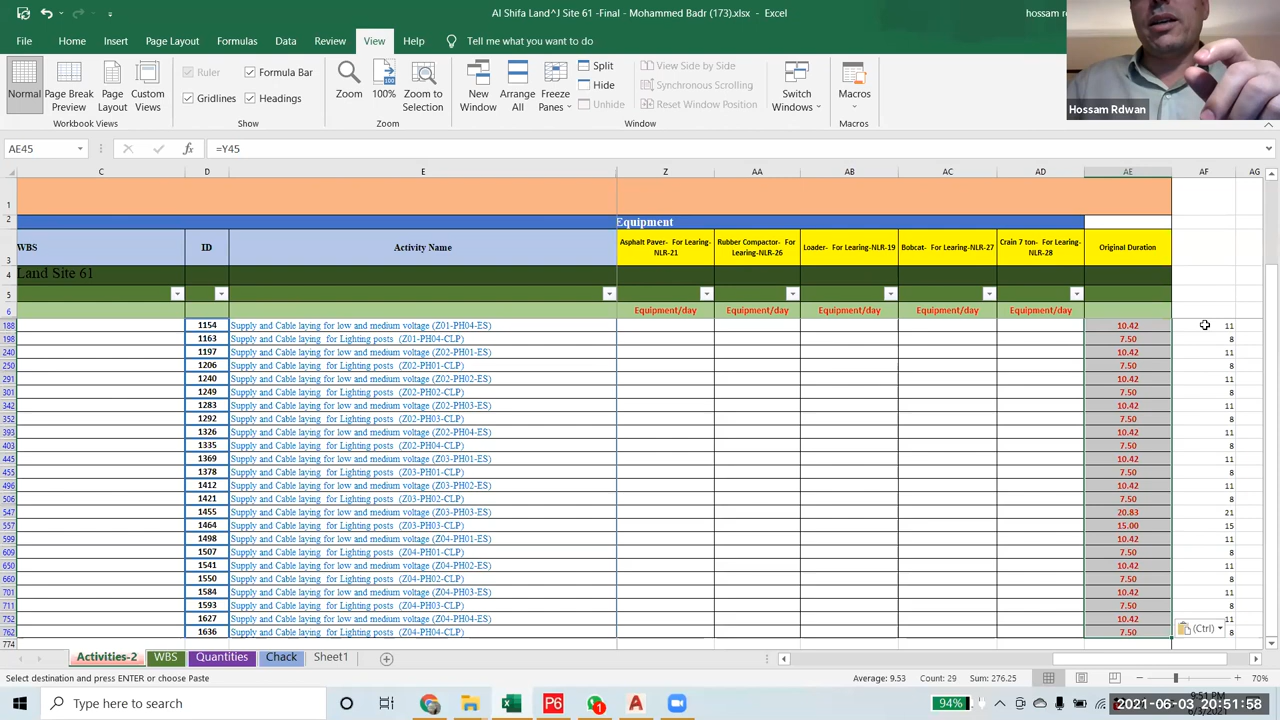 Al Shifa Land^J Site 61 -Final - Mohammed Badr (173).xlsx - Excel
hossam r
File Home Insert Page Layout Formulas Data Review View Help Tell me what you want to do
Normal Page Break Preview Page Layout Custom Views
Ruler Formula Bar
Gridlines Headings
Zoom 100% Zoom to Selection
New Window Arrange All Freeze Panes
Split
Hide
Unhide
View Side by Side
Synchronous Scrolling
Reset Window Position
Switch Windows Macros
Workbook Views Show Zoom Window Macros
Hossam Rdwan
AE45 fx =Y45
C D E Z AA AB AC AD AE AF AG
1
2 Equipment
3 WBS ID Activity Name Asphalt Paver- For Learing-NLR-21 Rubber Compactor- For Learing-NLR-26 Loader- For Learing-NLR-19 Bobcat- For Learing-NLR-27 Crain 7 ton- For Learing-NLR-28 Original Duration
4 Land Site 61
5
6 Equipment/day Equipment/day Equipment/day Equipment/day Equipment/day
188 1154 Supply and Cable laying for low and medium voltage (Z01-PH04-ES) 10.42 11
198 1163 Supply and Cable laying for Lighting posts (Z01-PH04-CLP) 7.50 8
240 1197 Supply and Cable laying for low and medium voltage (Z02-PH01-ES) 10.42 11
250 1206 Supply and Cable laying for Lighting posts (Z02-PH01-CLP) 7.50 8
291 1240 Supply and Cable laying for low and medium voltage (Z02-PH02-ES) 10.42 11
301 1249 Supply and Cable laying for Lighting posts (Z02-PH02-CLP) 7.50 8
342 1283 Supply and Cable laying for low and medium voltage (Z02-PH03-ES) 10.42 11
352 1292 Supply and Cable laying for Lighting posts (Z02-PH03-CLP) 7.50 8
393 1326 Supply and Cable laying for low and medium voltage (Z02-PH04-ES) 10.42 11
403 1335 Supply and Cable laying for Lighting posts (Z02-PH04-CLP) 7.50 8
445 1369 Supply and Cable laying for low and medium voltage (Z03-PH01-ES) 10.42 11
455 1378 Supply and Cable laying for Lighting posts (Z03-PH01-CLP) 7.50 8
496 1412 Supply and Cable laying for low and medium voltage (Z03-PH02-ES) 10.42 11
506 1421 Supply and Cable laying for Lighting posts (Z03-PH02-CLP) 7.50 8
547 1455 Supply and Cable laying for low and medium voltage (Z03-PH03-ES) 20.83 21
557 1464 Supply and Cable laying for Lighting posts (Z03-PH03-CLP) 15.00 15
599 1498 Supply and Cable laying for low and medium voltage (Z04-PH01-ES) 10.42 11
609 1507 Supply and Cable laying for Lighting posts (Z04-PH01-CLP) 7.50 8
650 1541 Supply and Cable laying for low and medium voltage (Z04-PH02-ES) 10.42 11
660 1550 Supply and Cable laying for Lighting posts (Z04-PH02-CLP) 7.50 8
701 1584 Supply and Cable laying for low and medium voltage (Z04-PH03-ES) 10.42 11
711 1593 Supply and Cable laying for Lighting posts (Z04-PH03-CLP) 7.50 8
752 1627 Supply and Cable laying for low and medium voltage (Z04-PH04-ES) 10.42 11
762 1636 Supply and Cable laying for Lighting posts (Z04-PH04-CLP) 7.50 8
774
(Ctrl)
Activities-2 WBS Quantities Chack Sheet1
Select destination and press ENTER or choose Paste Average: 9.53 Count: 29 Sum: 276.25 70%
Type here to search P6 94% 9:51 PM
6/3/2021
2021-06-03 20:51:58